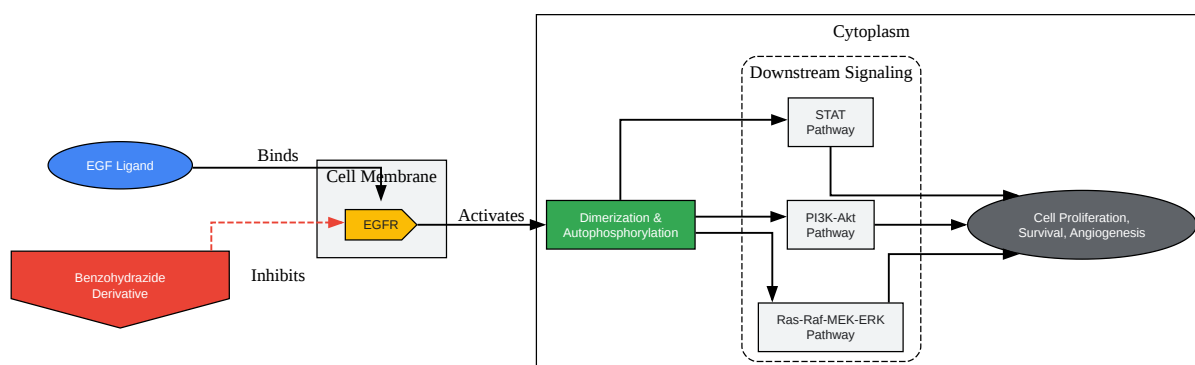 Cytoplasm
Downstream Signaling
STAT
Pathway
EGF Ligand
Binds
Cell Membrane
EGFR
Activates
Dimerization &
Autophosphorylation
PI3K-Akt
Pathway
Cell Proliferation,
Survival, Angiogenesis
Benzohydrazide
Derivative
Inhibits
Ras-Raf-MEK-ERK
Pathway